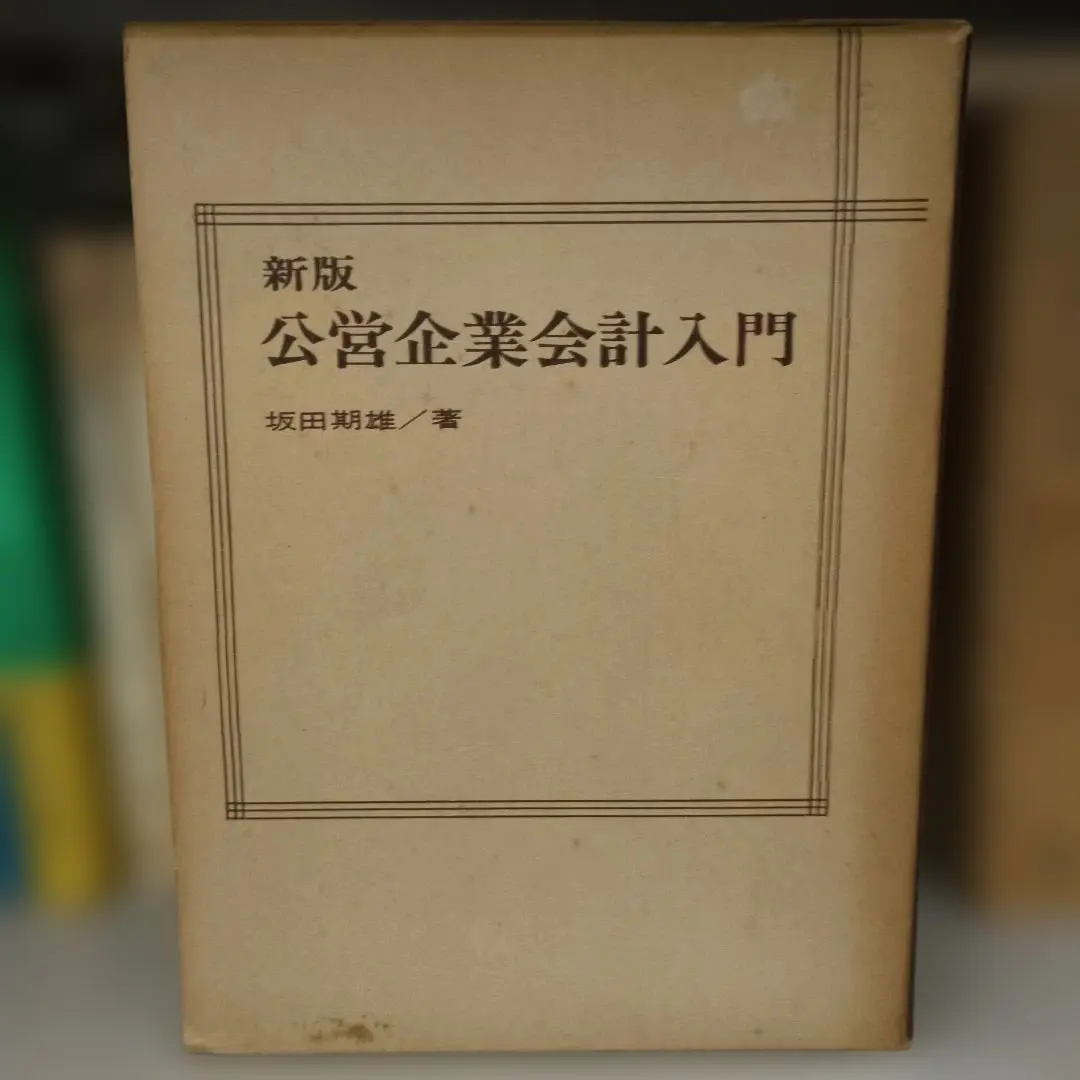 新版
公営企業会計入門
坂田期雄／著